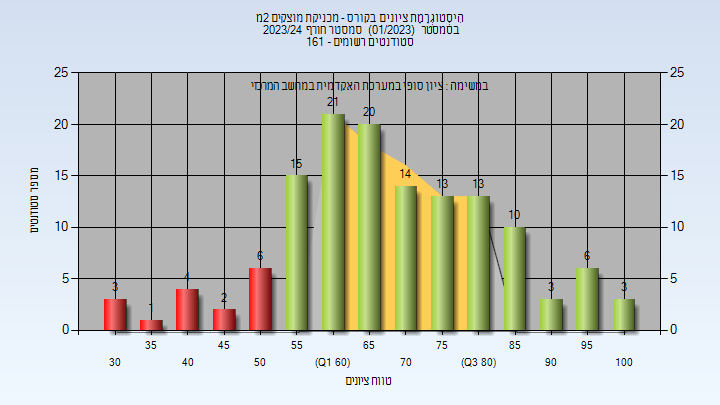 הִיסְטוֹגְרָמַת ציונים בקורס - מכניקת מוצקים 2מ
בסמסטר (01/2023) סמסטר חורף 2023/24
סטודנטים רשומים - 161
במשימה : ציון סופי במערכת האקדמית במחשב המרכזי
25 25
20 20
15 15
10 10
5 5
0 0
3 1 4 2 6 15 21 20 14 13 13 10 3 6 3
מספר סטודנטים
35 45 55 65 75 85 95
30 40 50 (Q1 60) 70 (Q3 80) 90 100
טווח ציונים